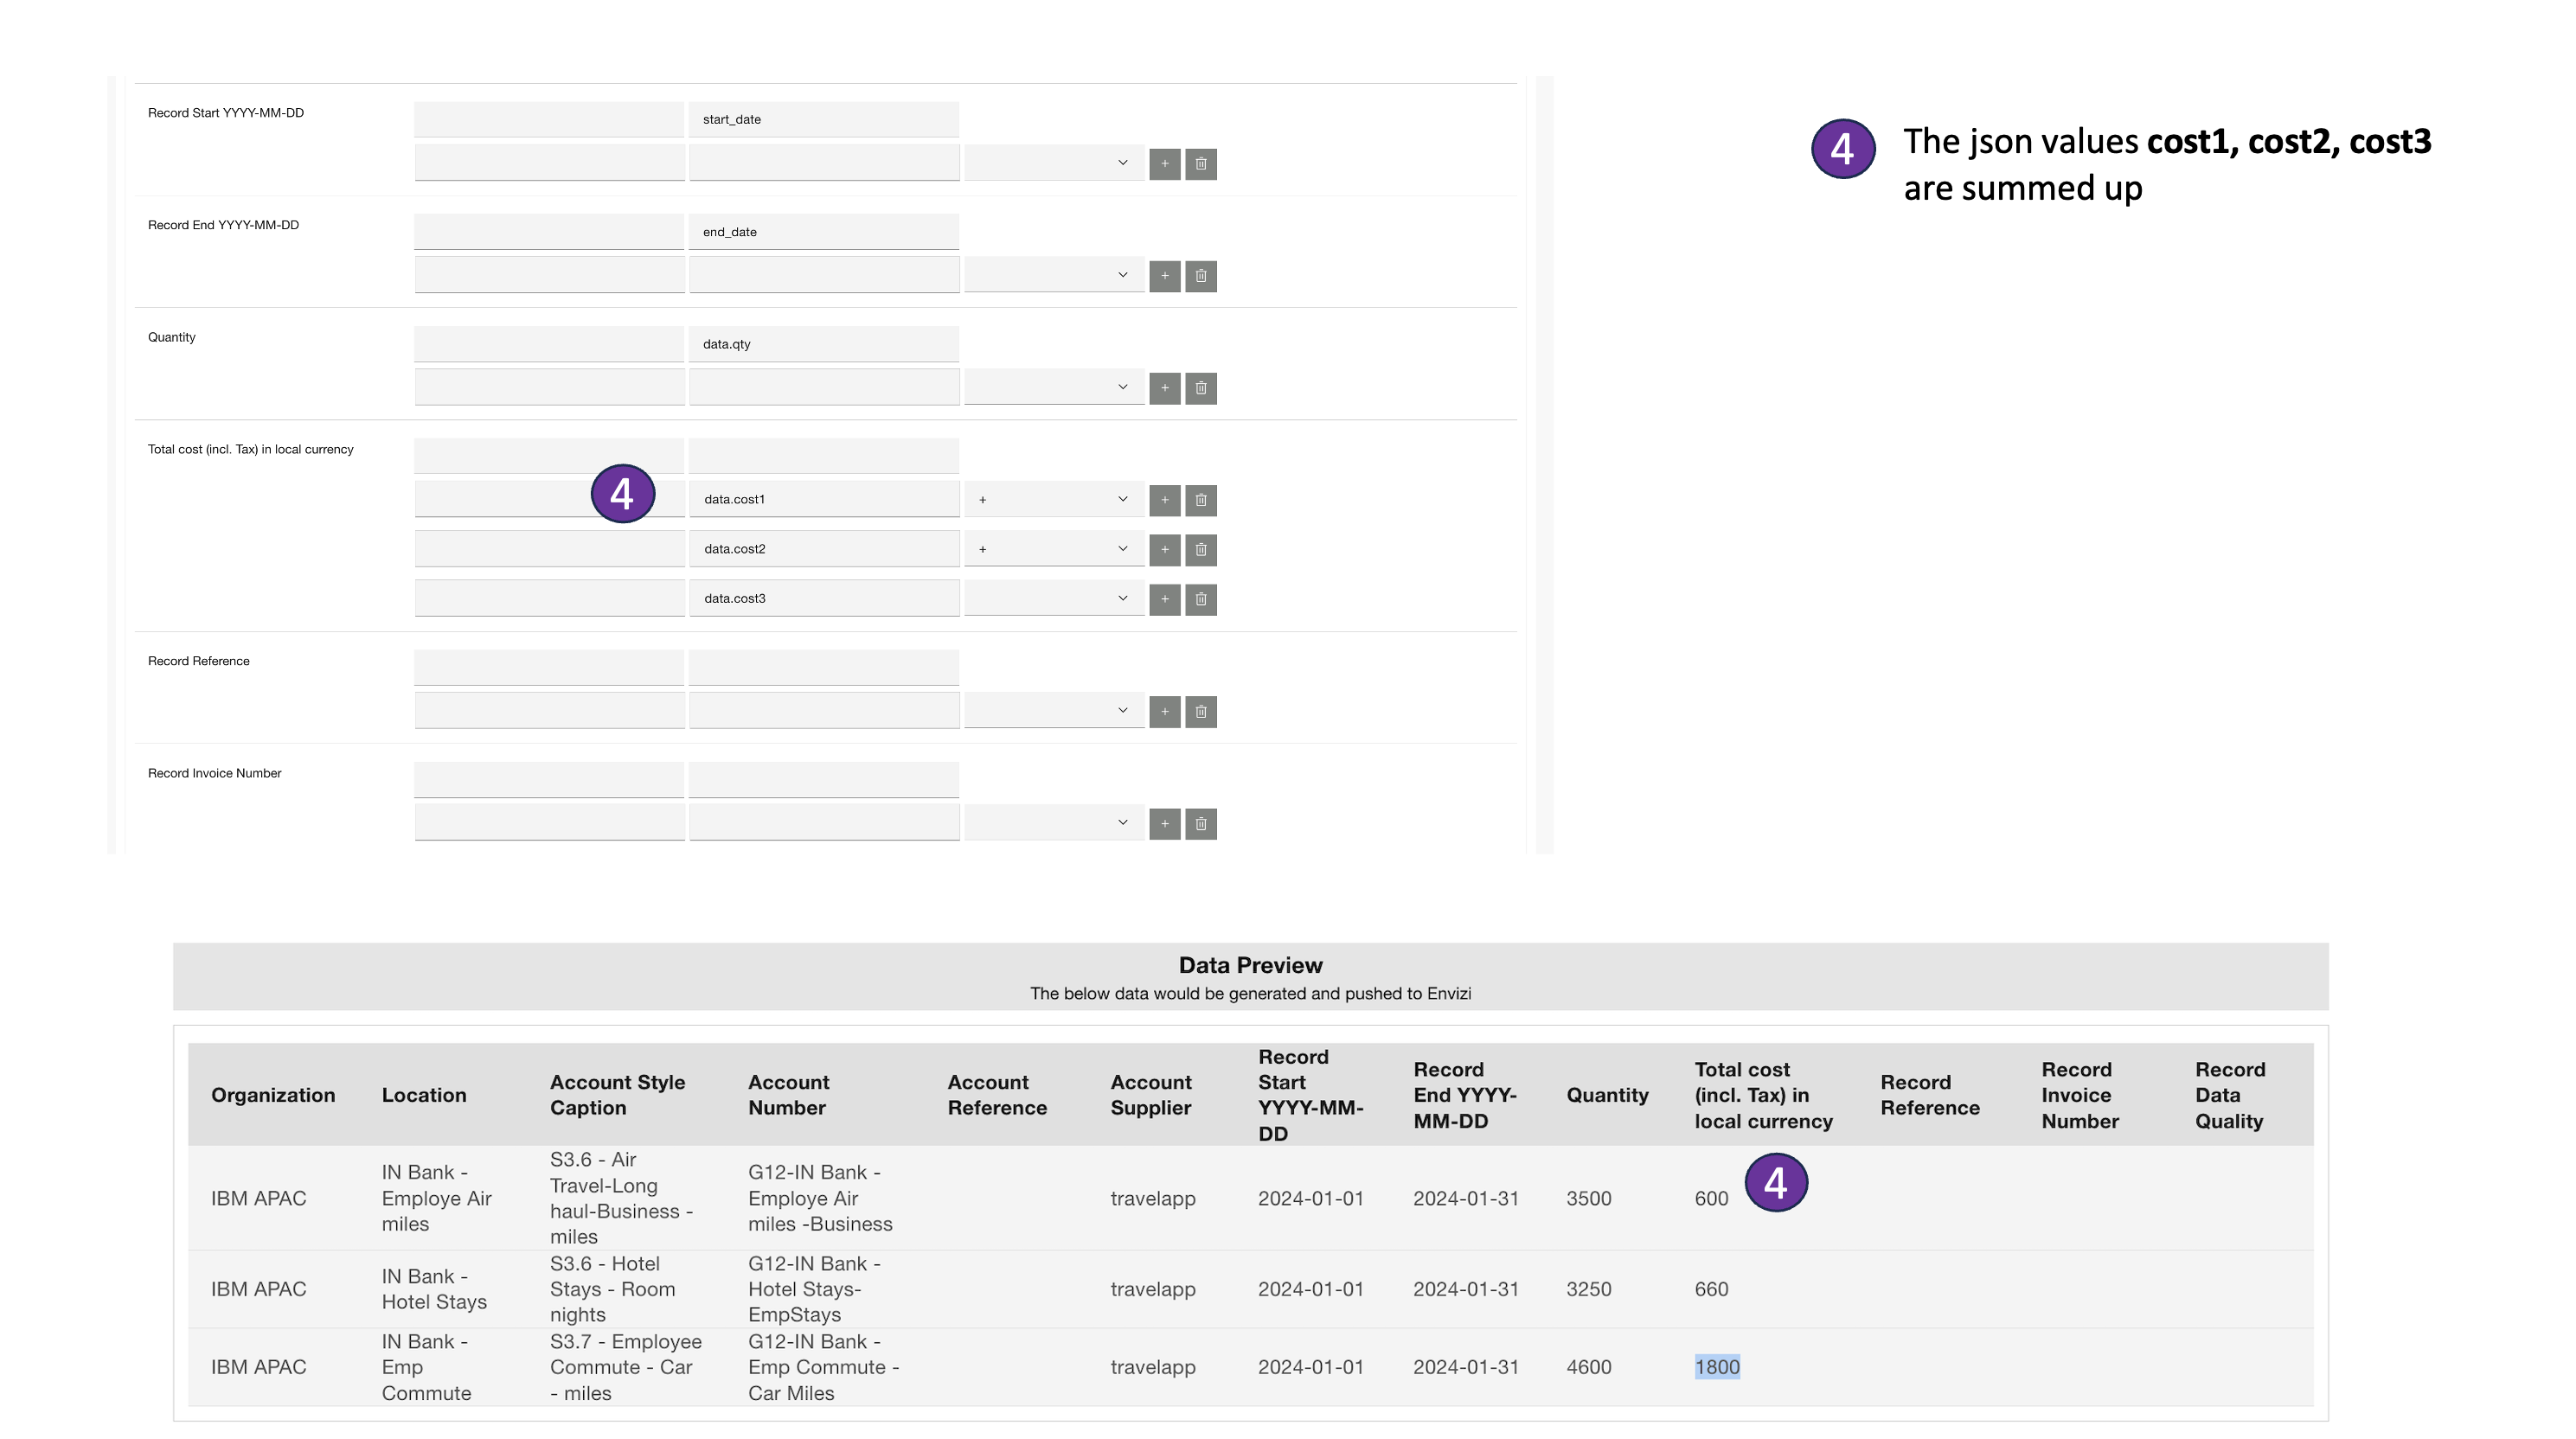 Record Start YYYY-MM-DD
start_date
+
Record End YYYY-MM-DD
end_date
+
Quantity
data.qty
+
Total cost (incl. Tax) in local currency
4
data.cost1 + +
data.cost2 + +
data.cost3 +
Record Reference
+
Record Invoice Number
+
4
The json values cost1, cost2, cost3
are summed up
Data Preview
The below data would be generated and pushed to Envizi
Organization
Location
Account Style
Caption
Account
Number
Account
Reference
Account
Supplier
Record
Start
YYYY-MM-
DD
Record
End YYYY-
MM-DD
Quantity
Total cost
(incl. Tax) in
local currency
Record
Reference
Record
Invoice
Number
Record
Data
Quality
IBM APAC
IN Bank -
Employe Air
miles
S3.6 - Air
Travel-Long
haul-Business -
miles
G12-IN Bank -
Employe Air
miles -Business
travelapp
2024-01-01
2024-01-31
3500
600
4
IBM APAC
IN Bank -
Hotel Stays
S3.6 - Hotel
Stays - Room
nights
G12-IN Bank -
Hotel Stays-
EmpStays
travelapp
2024-01-01
2024-01-31
3250
660
IBM APAC
IN Bank -
Emp
Commute
S3.7 - Employee
Commute - Car
- miles
G12-IN Bank -
Emp Commute -
Car Miles
travelapp
2024-01-01
2024-01-31
4600
1800